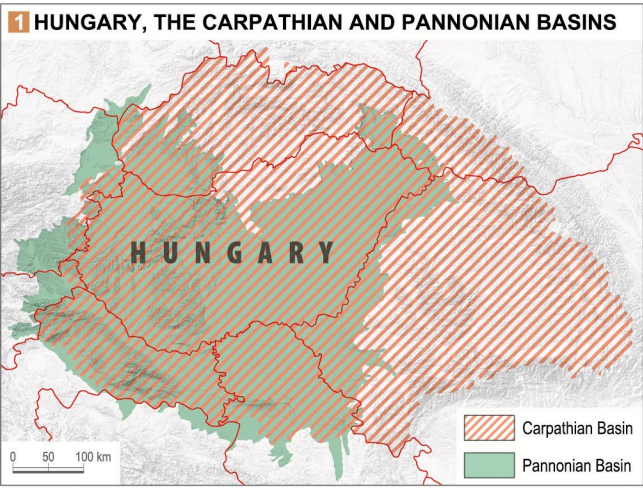 1 HUNGARY, THE CARPATHIAN AND PANNONIAN BASINS
HUNGARY
Carpathian Basin
Pannonian Basin
0 50 100 km